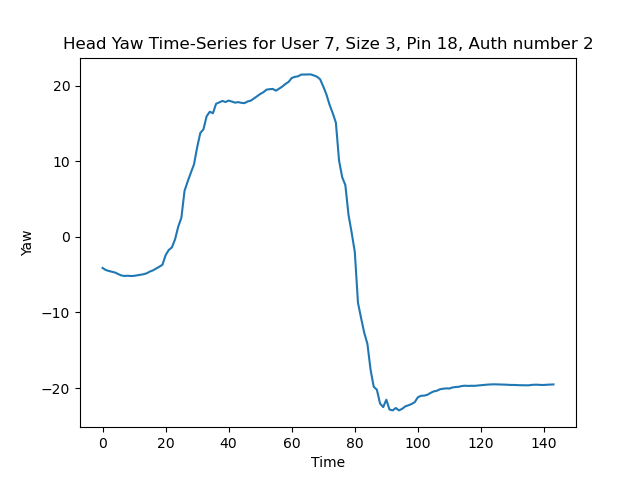 Head Yaw Time-Series for User 7, Size 3, Pin 18, Auth number 2
20
10
0
−10
−20
Yaw
0 20 40 60 80 100 120 140
Time